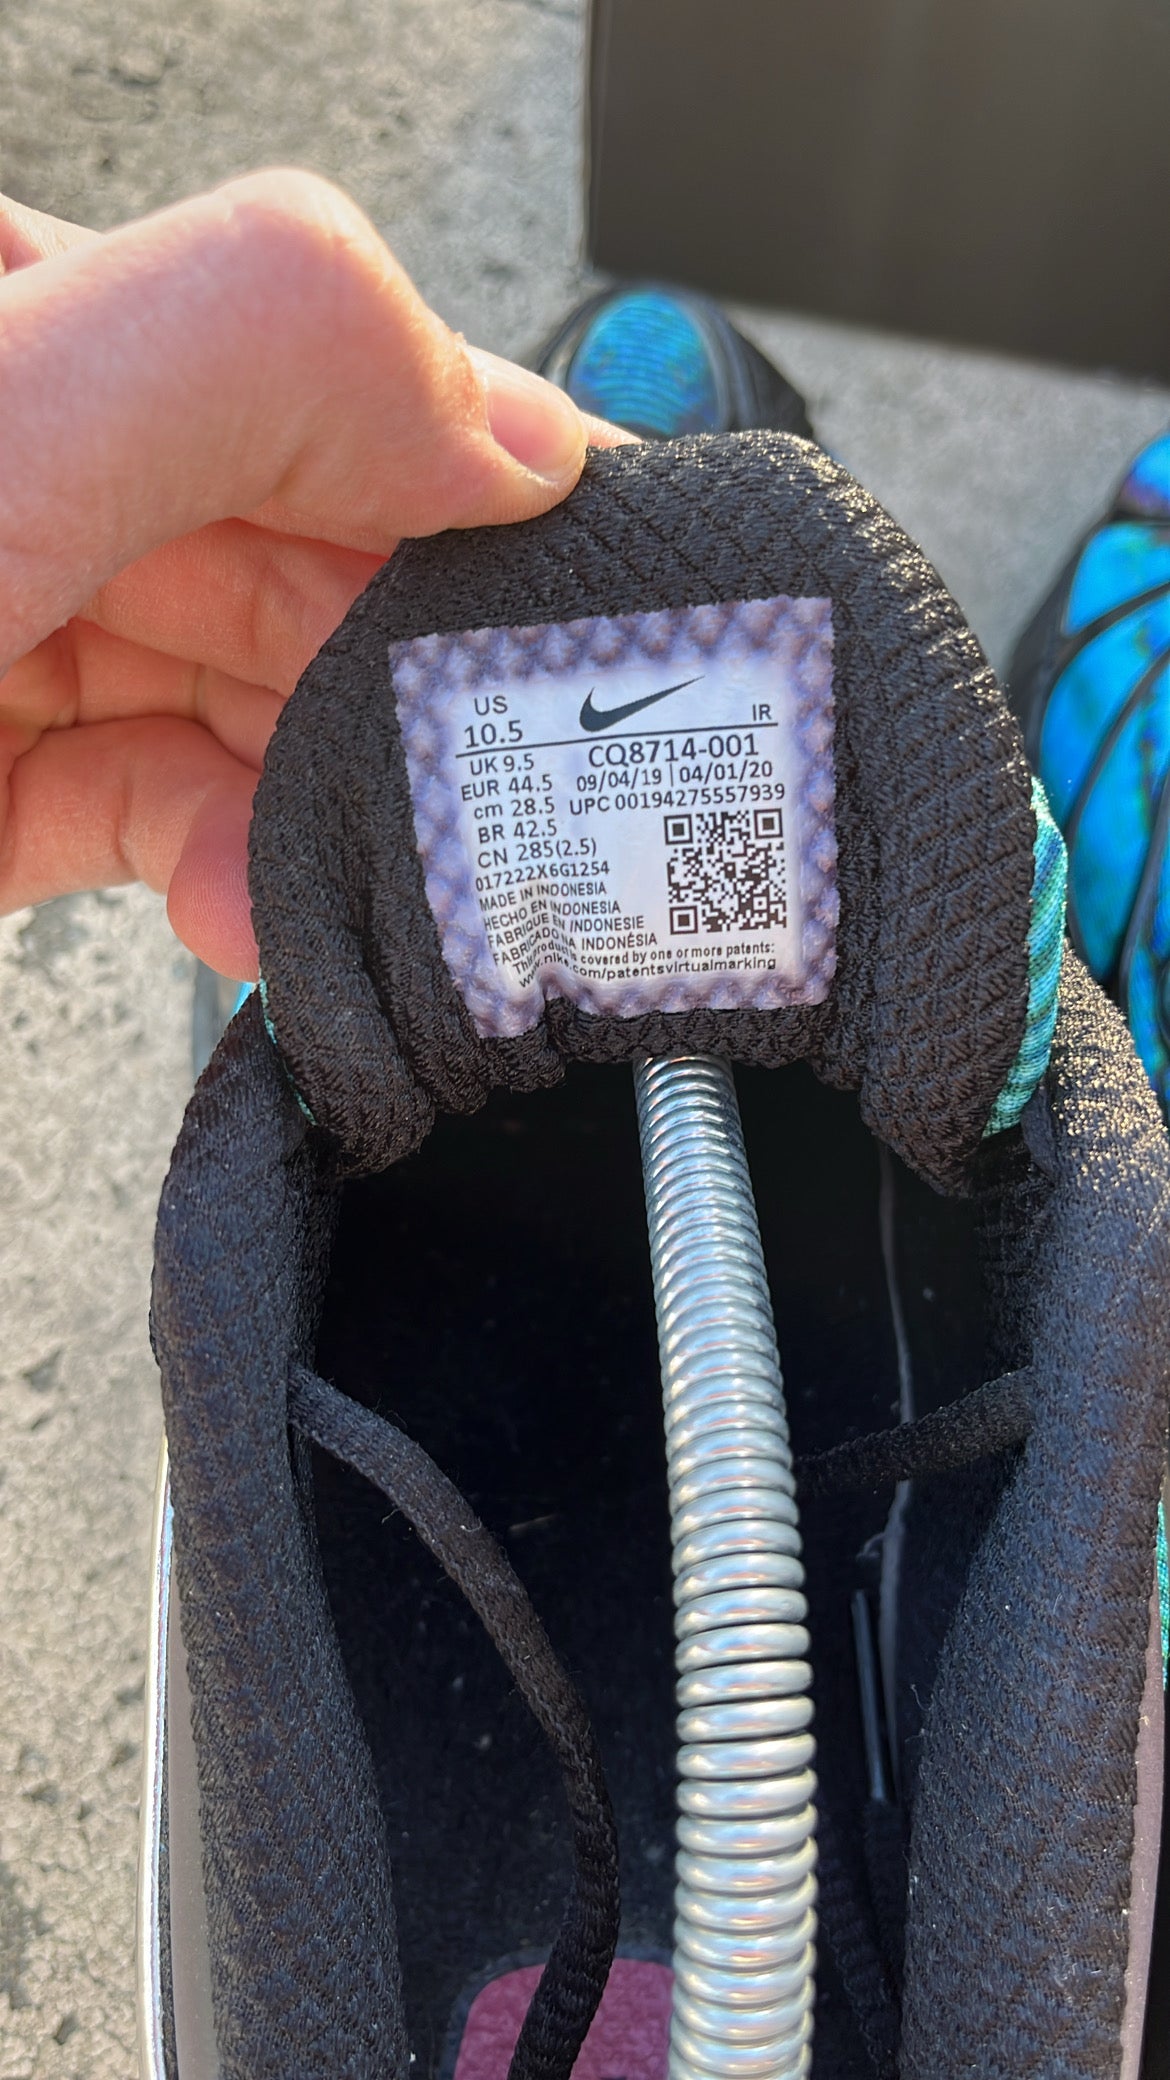 US
10.5
IR
UK 9.5
CQ8714-001
EUR 44.5
09/04/19 | 04/01/20
cm 28.5
UPC 00194275557939
BR 42.5
CN 285(2.5)
017222X6G1254
MADE IN INDONESIA
HECHO EN INDONESIA
FABRIQUE EN INDONESIE
FABRICADO NA INDONÉSIA
This product is covered by one or more patents:
www.nike.com/patentsvirtualmarking